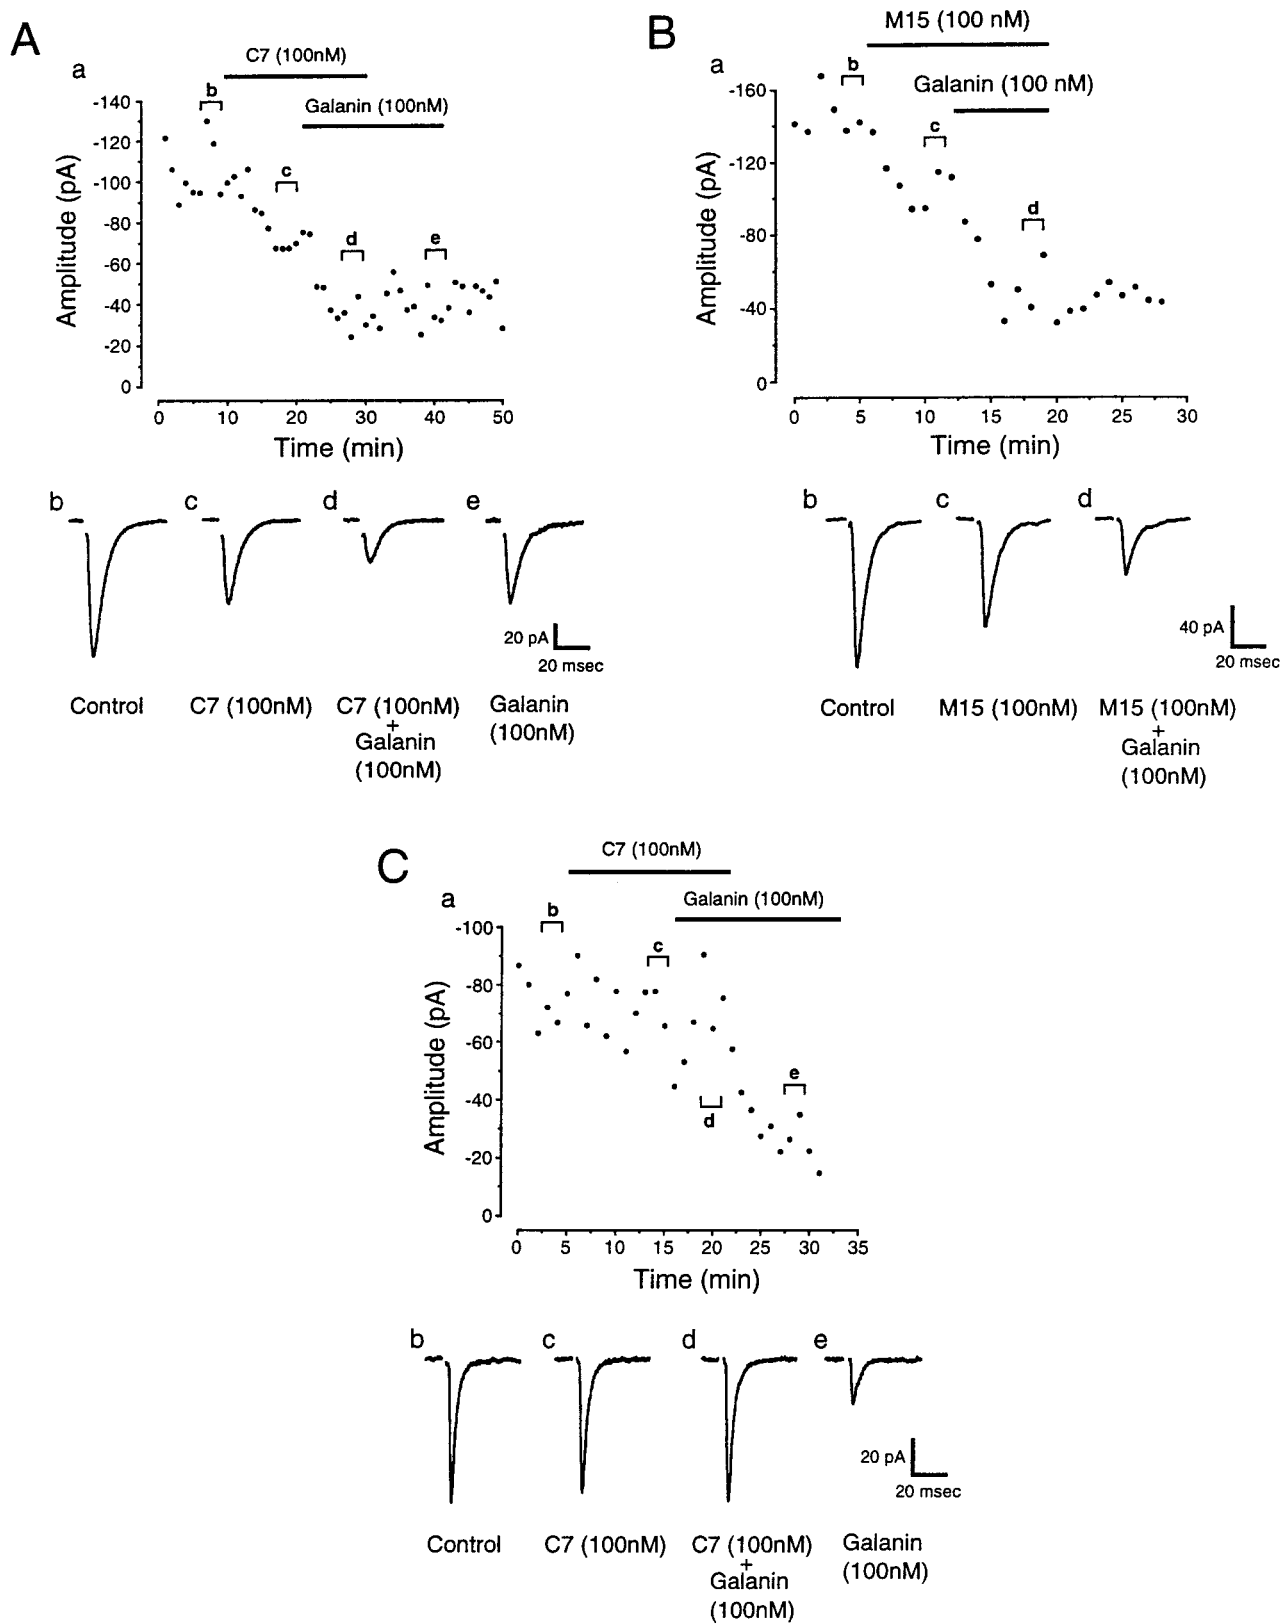 A
a
C7 (100nM)
Galanin (100nM)
b
c
d
e
-140
-120
-100
-80
-60
-40
-20
0
Amplitude (pA)
0 10 20 30 40 50
Time (min)
b c d e
20 pA
20 msec
Control
C7 (100nM)
C7 (100nM)
+
Galanin
(100nM)
Galanin
(100nM)
B
a
M15 (100 nM)
Galanin (100 nM)
b
c
d
-160
-120
-80
-40
0
Amplitude (pA)
0 5 10 15 20 25 30
Time (min)
b c d
40 pA
20 msec
Control
M15 (100nM)
M15 (100nM)
+
Galanin
(100nM)
C
a
C7 (100nM)
Galanin (100nM)
b
c
d
e
-100
-80
-60
-40
-20
0
Amplitude (pA)
0 5 10 15 20 25 30 35
Time (min)
b c d e
20 pA
20 msec
Control
C7 (100nM)
C7 (100nM)
+
Galanin
(100nM)
Galanin
(100nM)